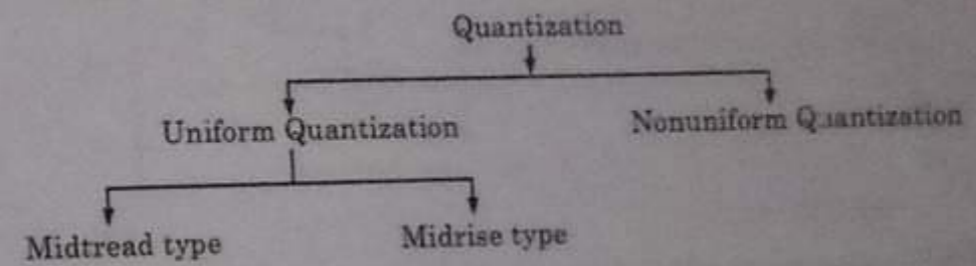 Quantization
Uniform Quantization
Nonuniform Quantization
Midtread type
Midrise type